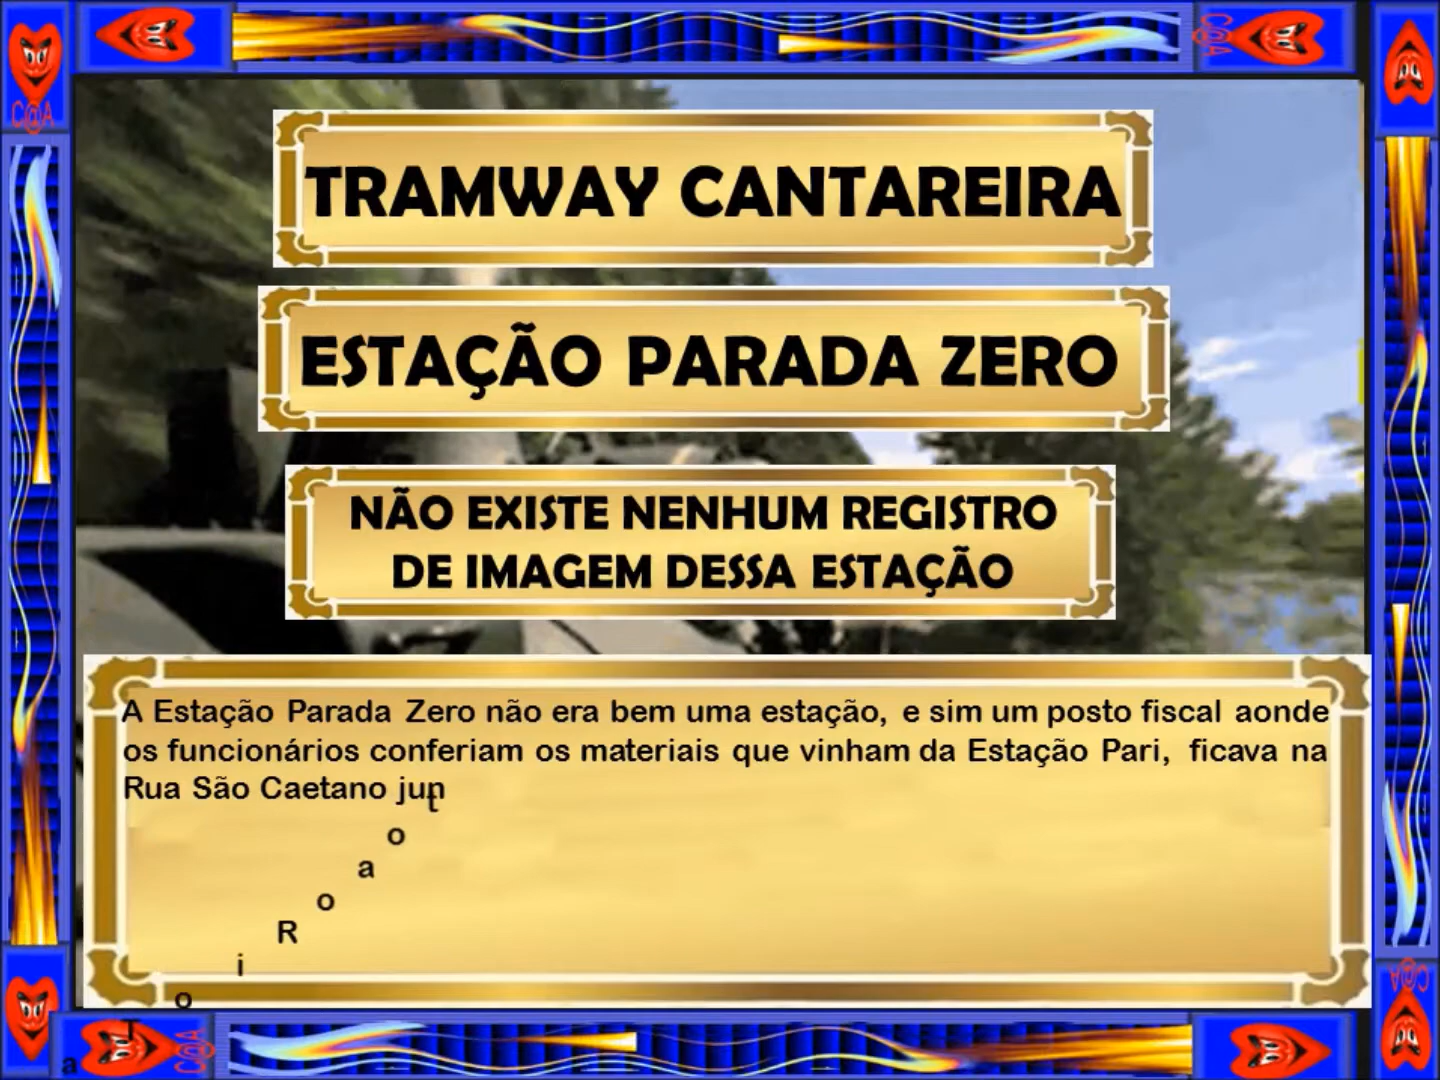 TRAMWAY CANTAREIRA
ESTAÇÃO PARADA ZERO
NÃO EXISTE NENHUM REGISTRO
DE IMAGEM DESSA ESTAÇÃO
A Estação Parada Zero não era bem uma estação, e sim um posto fiscal aonde
os funcionários conferiam os materiais que vinham da Estação Pari, ficava na
Rua São Caetano junt
o
a
o
R
i
o
T
a
C@A
C@A
C@A
C@A
C@A